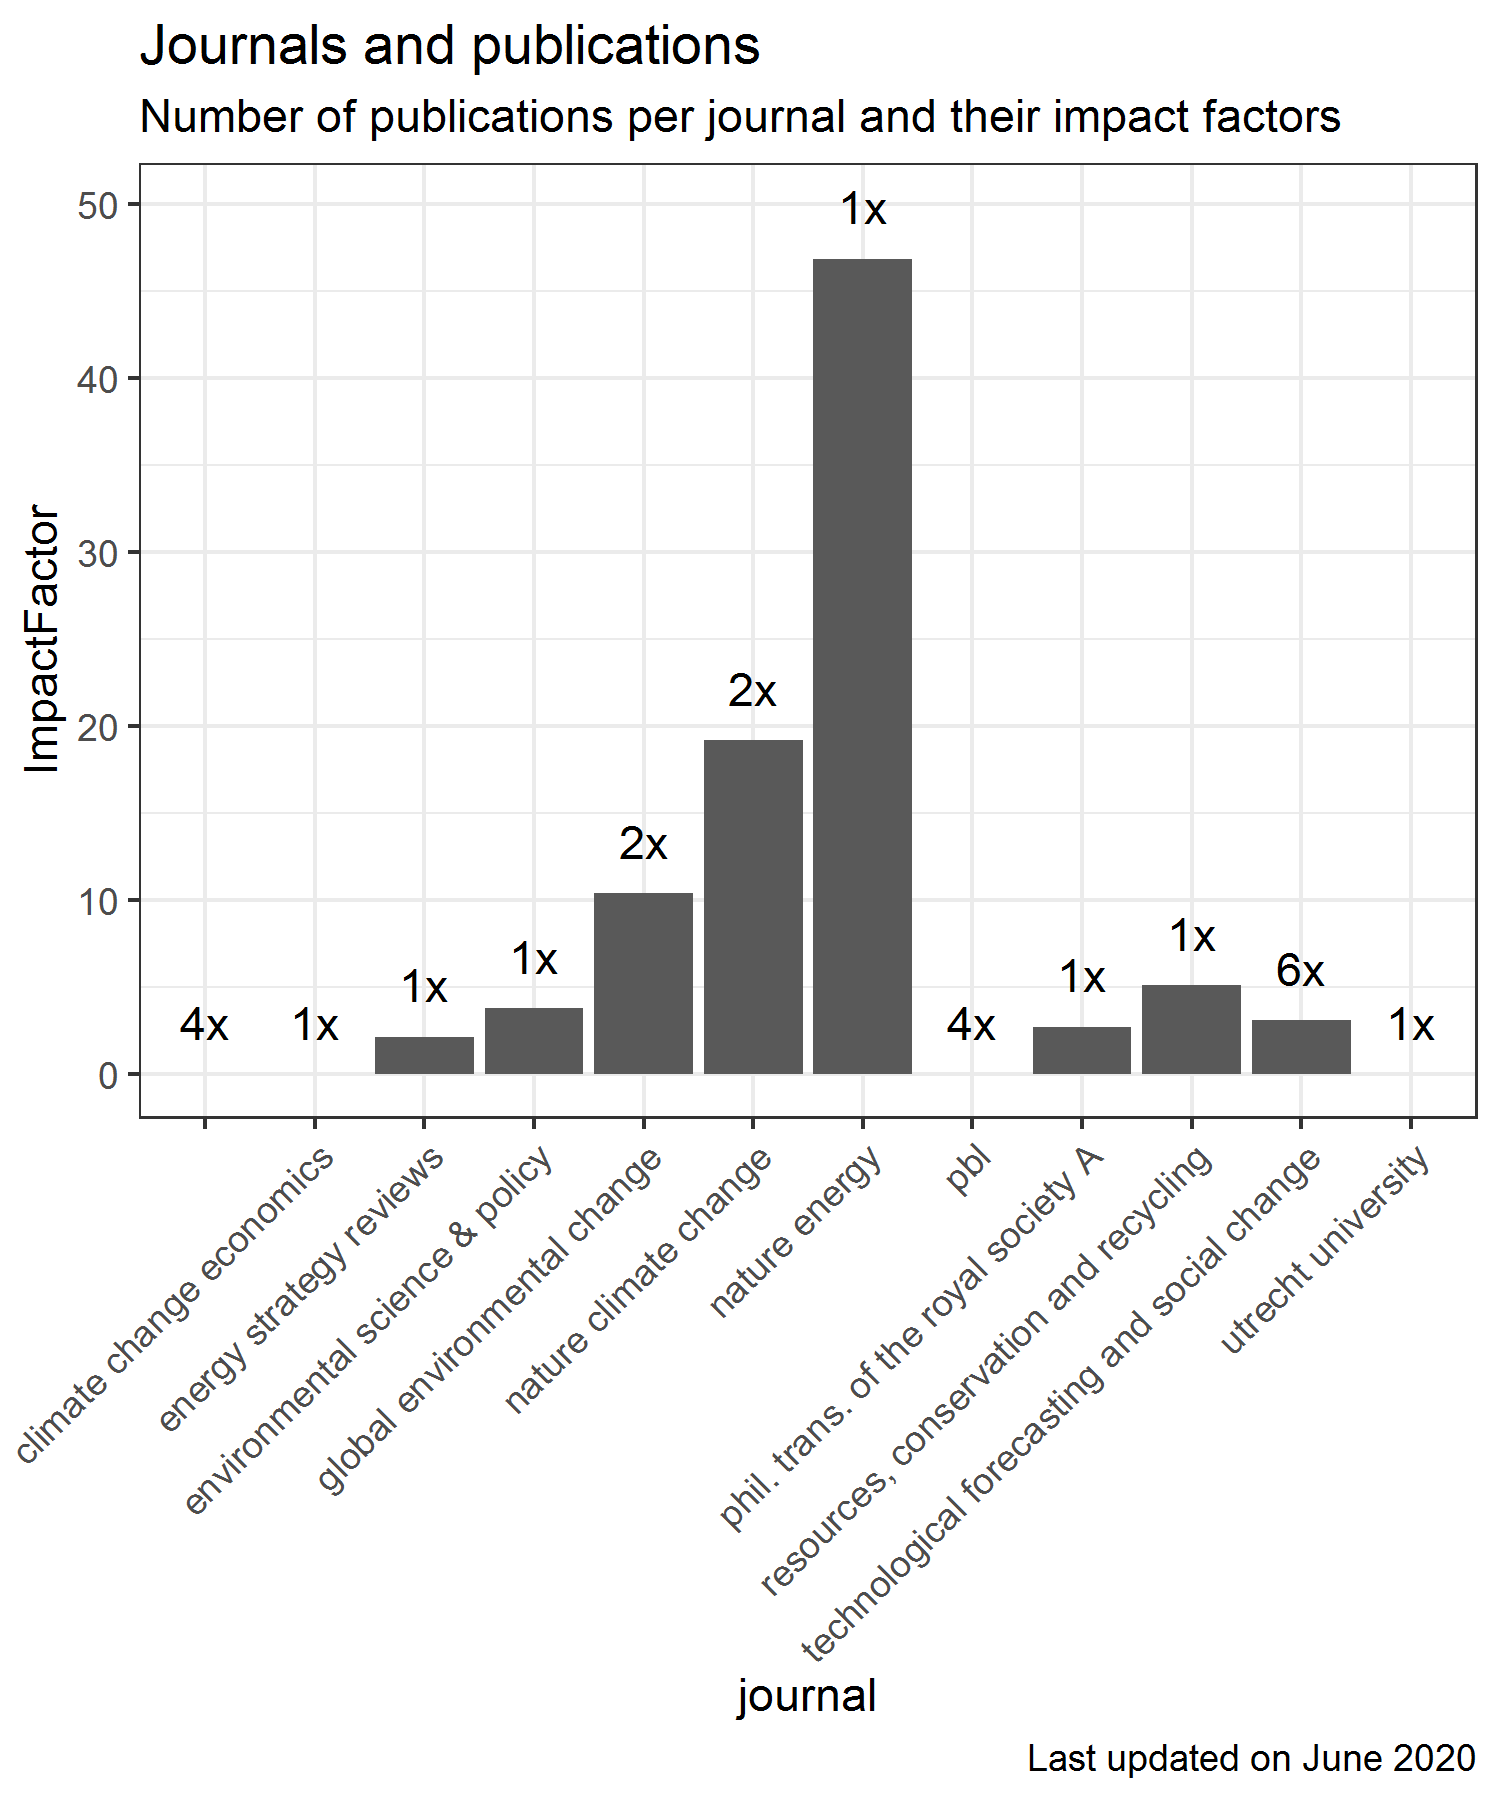 Journals and publications
Number of publications per journal and their impact factors
ImpactFactor
50
40
30
20
10
0
4x
1x
1x
1x
2x
2x
1x
4x
1x
1x
6x
1x
climate change economics
energy strategy reviews
environmental science & policy
global environmental change
nature climate change
nature energy
pbl
phil. trans. of the royal society A
resources, conservation and recycling
technological forecasting and social change
utrecht university
journal
Last updated on June 2020